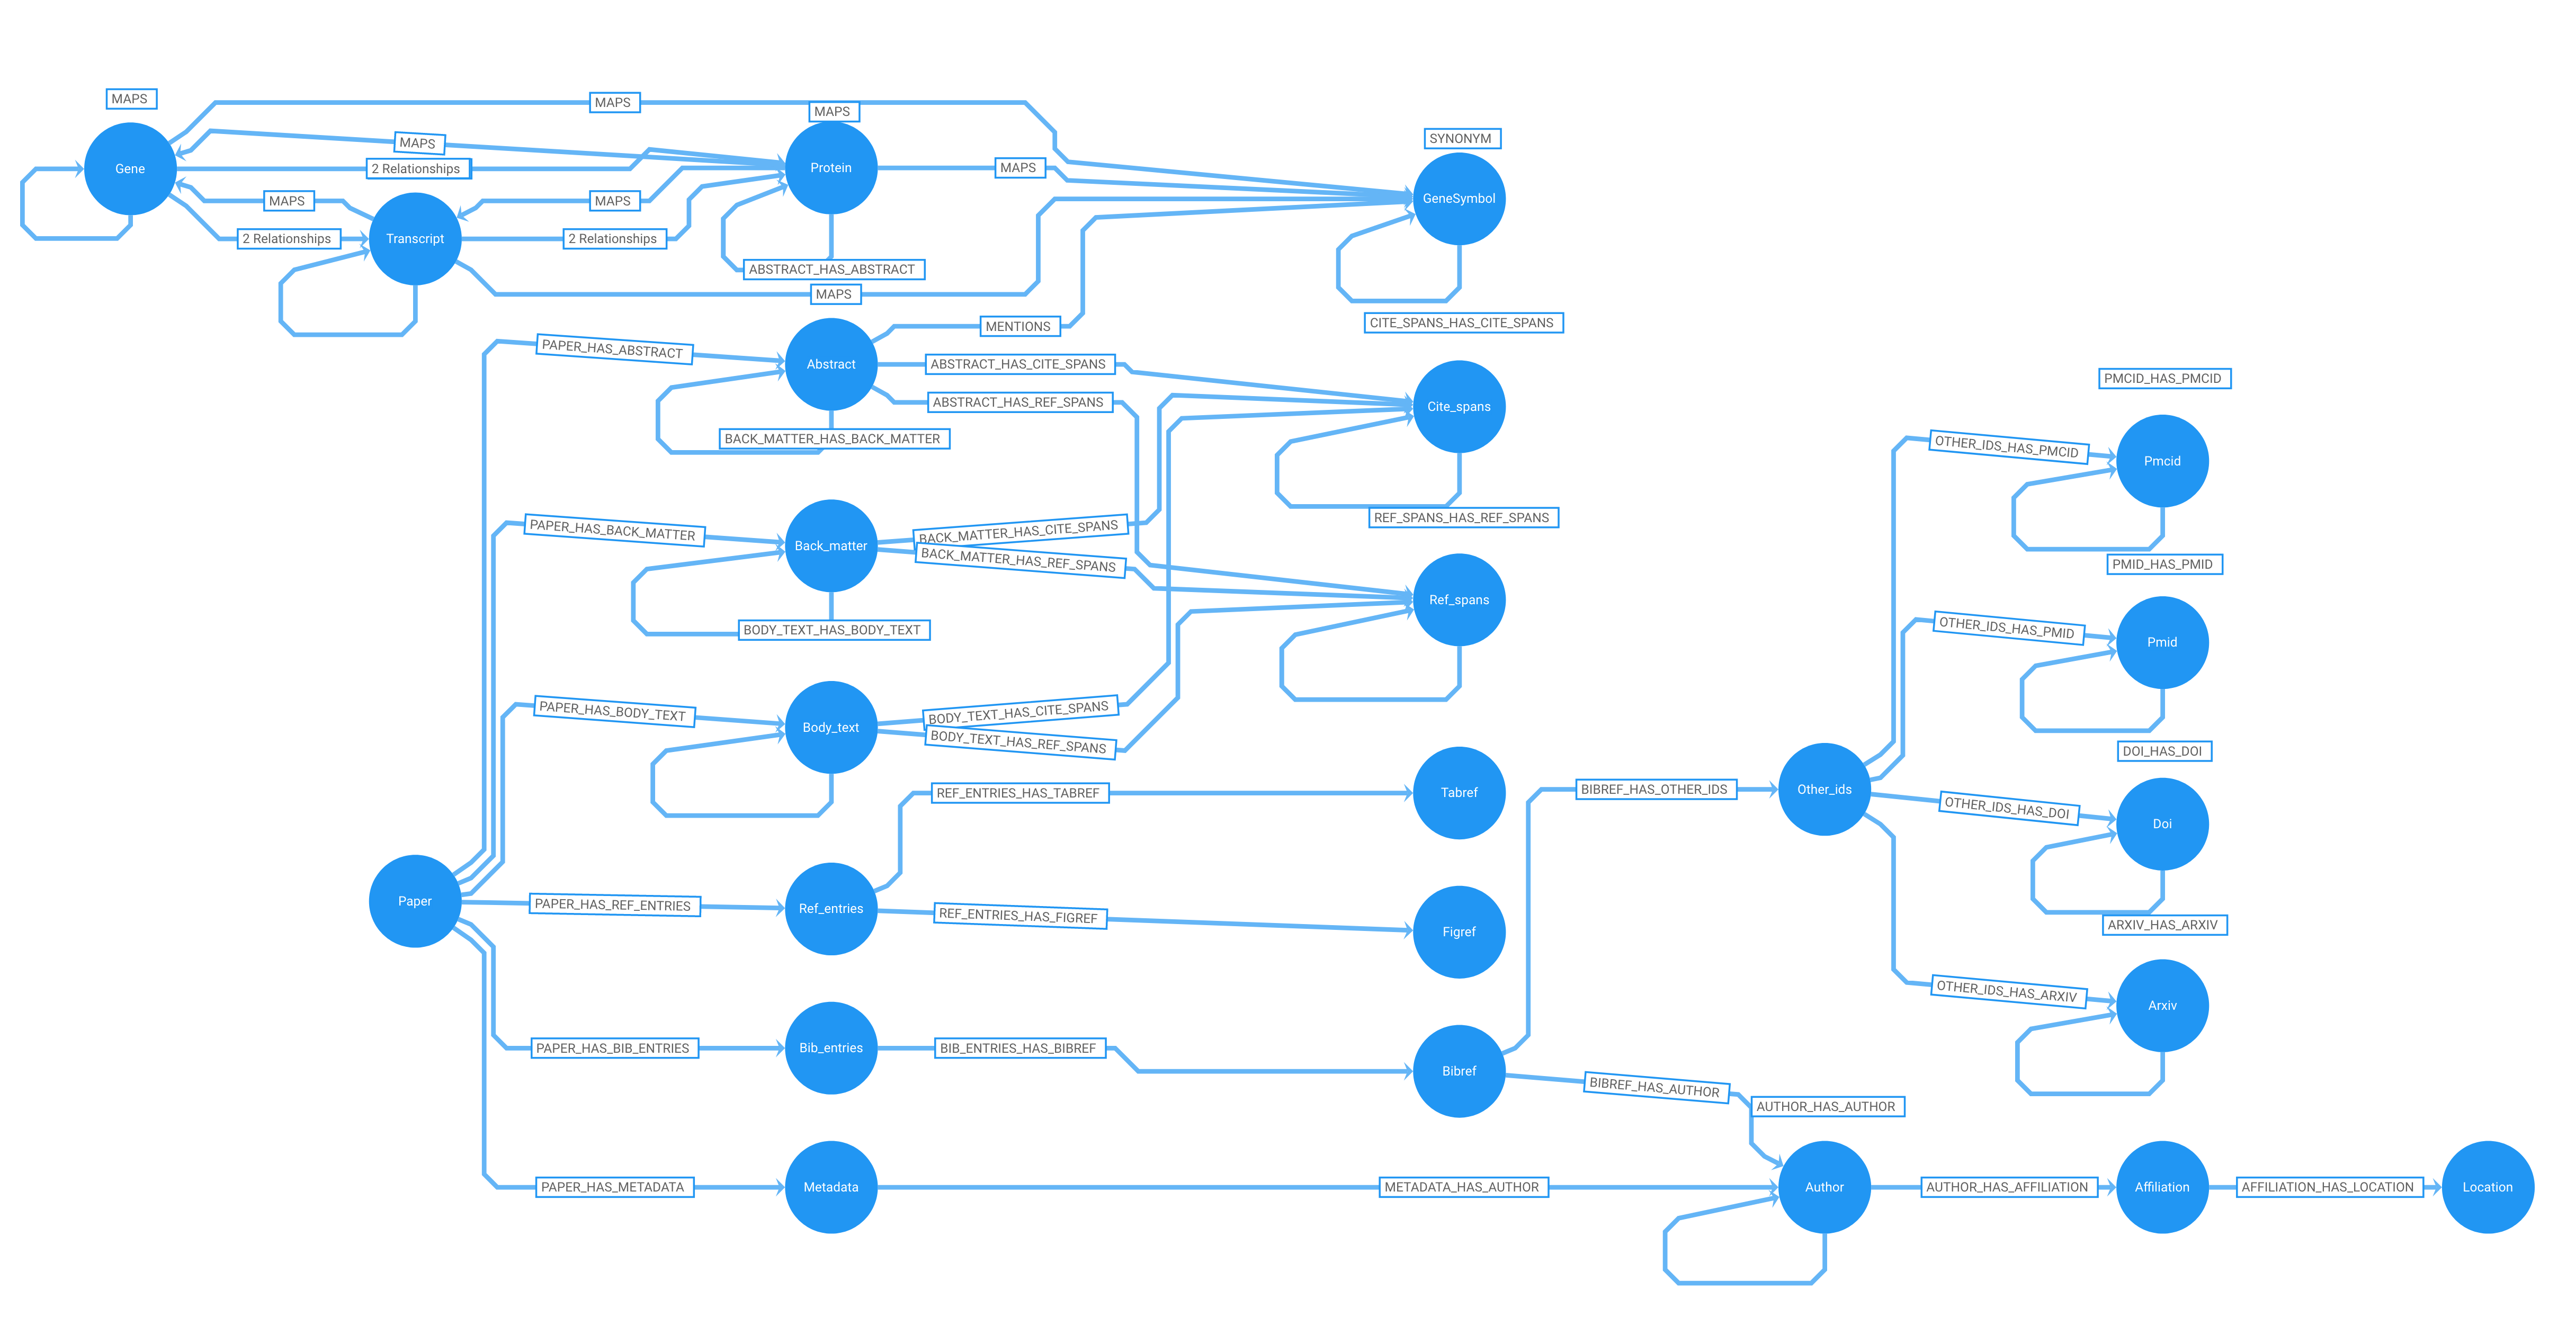 MAPS
MAPS
MAPS
SYNONYM
MAPS
Gene
2 Relationships
Protein
MAPS
GeneSymbol
MAPS
MAPS
2 Relationships
Transcript
2 Relationships
ABSTRACT_HAS_ABSTRACT
MAPS
MENTIONS
CITE_SPANS_HAS_CITE_SPANS
PAPER_HAS_ABSTRACT
Abstract
ABSTRACT_HAS_CITE_SPANS
PMCID_HAS_PMCID
ABSTRACT_HAS_REF_SPANS
Cite_spans
BACK_MATTER_HAS_BACK_MATTER
OTHER_IDS_HAS_PMCID
Pmcid
REF_SPANS_HAS_REF_SPANS
PAPER_HAS_BACK_MATTER
Back_matter
BACK_MATTER_HAS_CITE_SPANS
BACK_MATTER_HAS_REF_SPANS
PMID_HAS_PMID
Ref_spans
BODY_TEXT_HAS_BODY_TEXT
OTHER_IDS_HAS_PMID
Pmid
PAPER_HAS_BODY_TEXT
Body_text
BODY_TEXT_HAS_CITE_SPANS
BODY_TEXT_HAS_REF_SPANS
DOI_HAS_DOI
REF_ENTRIES_HAS_TABREF
Tabref
BIBREF_HAS_OTHER_IDS
Other_ids
OTHER_IDS_HAS_DOI
Doi
Paper
PAPER_HAS_REF_ENTRIES
Ref_entries
REF_ENTRIES_HAS_FIGREF
Figref
ARXIV_HAS_ARXIV
OTHER_IDS_HAS_ARXIV
Arxiv
PAPER_HAS_BIB_ENTRIES
Bib_entries
BIB_ENTRIES_HAS_BIBREF
Bibref
BIBREF_HAS_AUTHOR
AUTHOR_HAS_AUTHOR
PAPER_HAS_METADATA
Metadata
METADATA_HAS_AUTHOR
Author
AUTHOR_HAS_AFFILIATION
Affiliation
AFFILIATION_HAS_LOCATION
Location